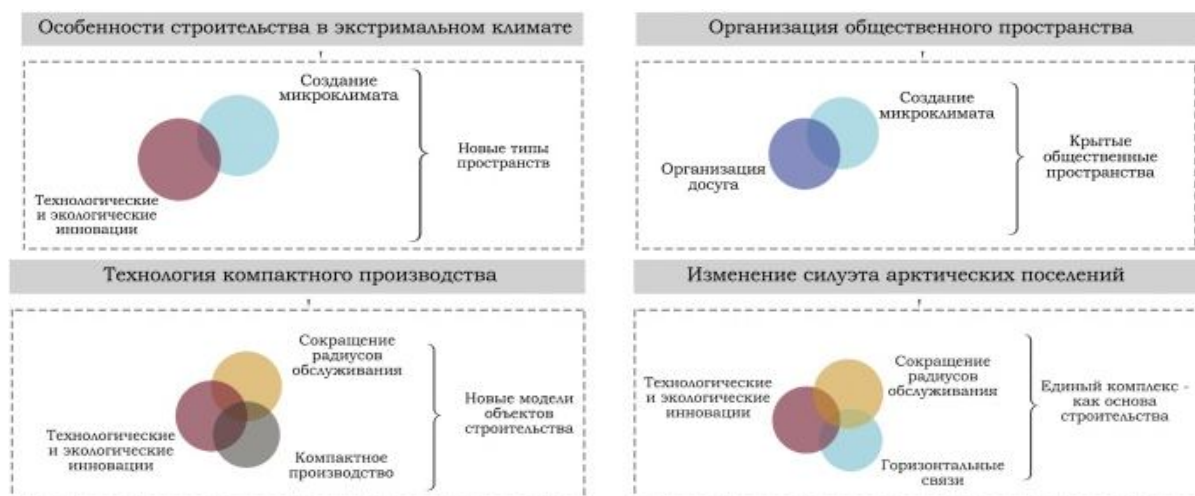 Особенности строительства в экстримальном климате
Создание
микроклимата
Новые типы
пространств
Технологические
и экологические
инновации
Организация общественного пространства
Создание
микроклимата
Крытые
общественные
пространства
Организация
досуга
Технология компактного производства
Сокращение
радиусов
обслуживания
Новые модели
объектов
строительства
Технологические
и экологические
инновации
Компактное
производство
Изменение силуэта арктических поселений
Сокращение
радиусов
обслуживания
Технологические
и экологические
инновации
Единый комплекс -
как основа
строительства
Горизонтальные
связи